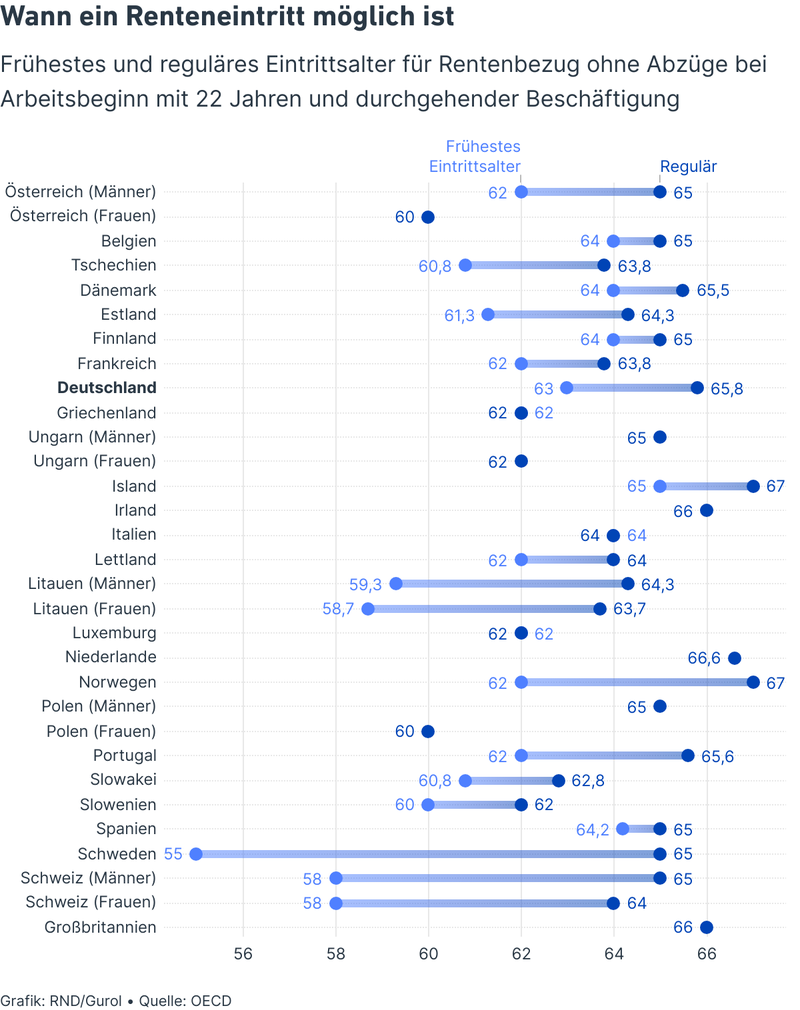 Wann ein Renteneintritt möglich ist
Frühestes und reguläres Eintrittsalter für Rentenbezug ohne Abzüge bei
Arbeitsbeginn mit 22 Jahren und durchgehender Beschäftigung
Frühestes
Eintrittsalter Regulär
Österreich (Männer) 62 65
Österreich (Frauen) 60
Belgien 64 65
Tschechien 60,8 63,8
Dänemark 64 65,5
Estland 61,3 64,3
Finnland 64 65
Frankreich 62 63,8
Deutschland 63 65,8
Griechenland 62 62
Ungarn (Männer) 65
Ungarn (Frauen) 62
Island 65 67
Irland 66
Italien 64 64
Lettland 62 64
Litauen (Männer) 59,3 64,3
Litauen (Frauen) 58,7 63,7
Luxemburg 62 62
Niederlande 66,6
Norwegen 62 67
Polen (Männer) 65
Polen (Frauen) 60
Portugal 62 65,6
Slowakei 60,8 62,8
Slowenien 60 62
Spanien 64,2 65
Schweden 55 65
Schweiz (Männer) 58 65
Schweiz (Frauen) 58 64
Großbritannien 66
56 58 60 62 64 66
Grafik: RND/Gurol • Quelle: OECD